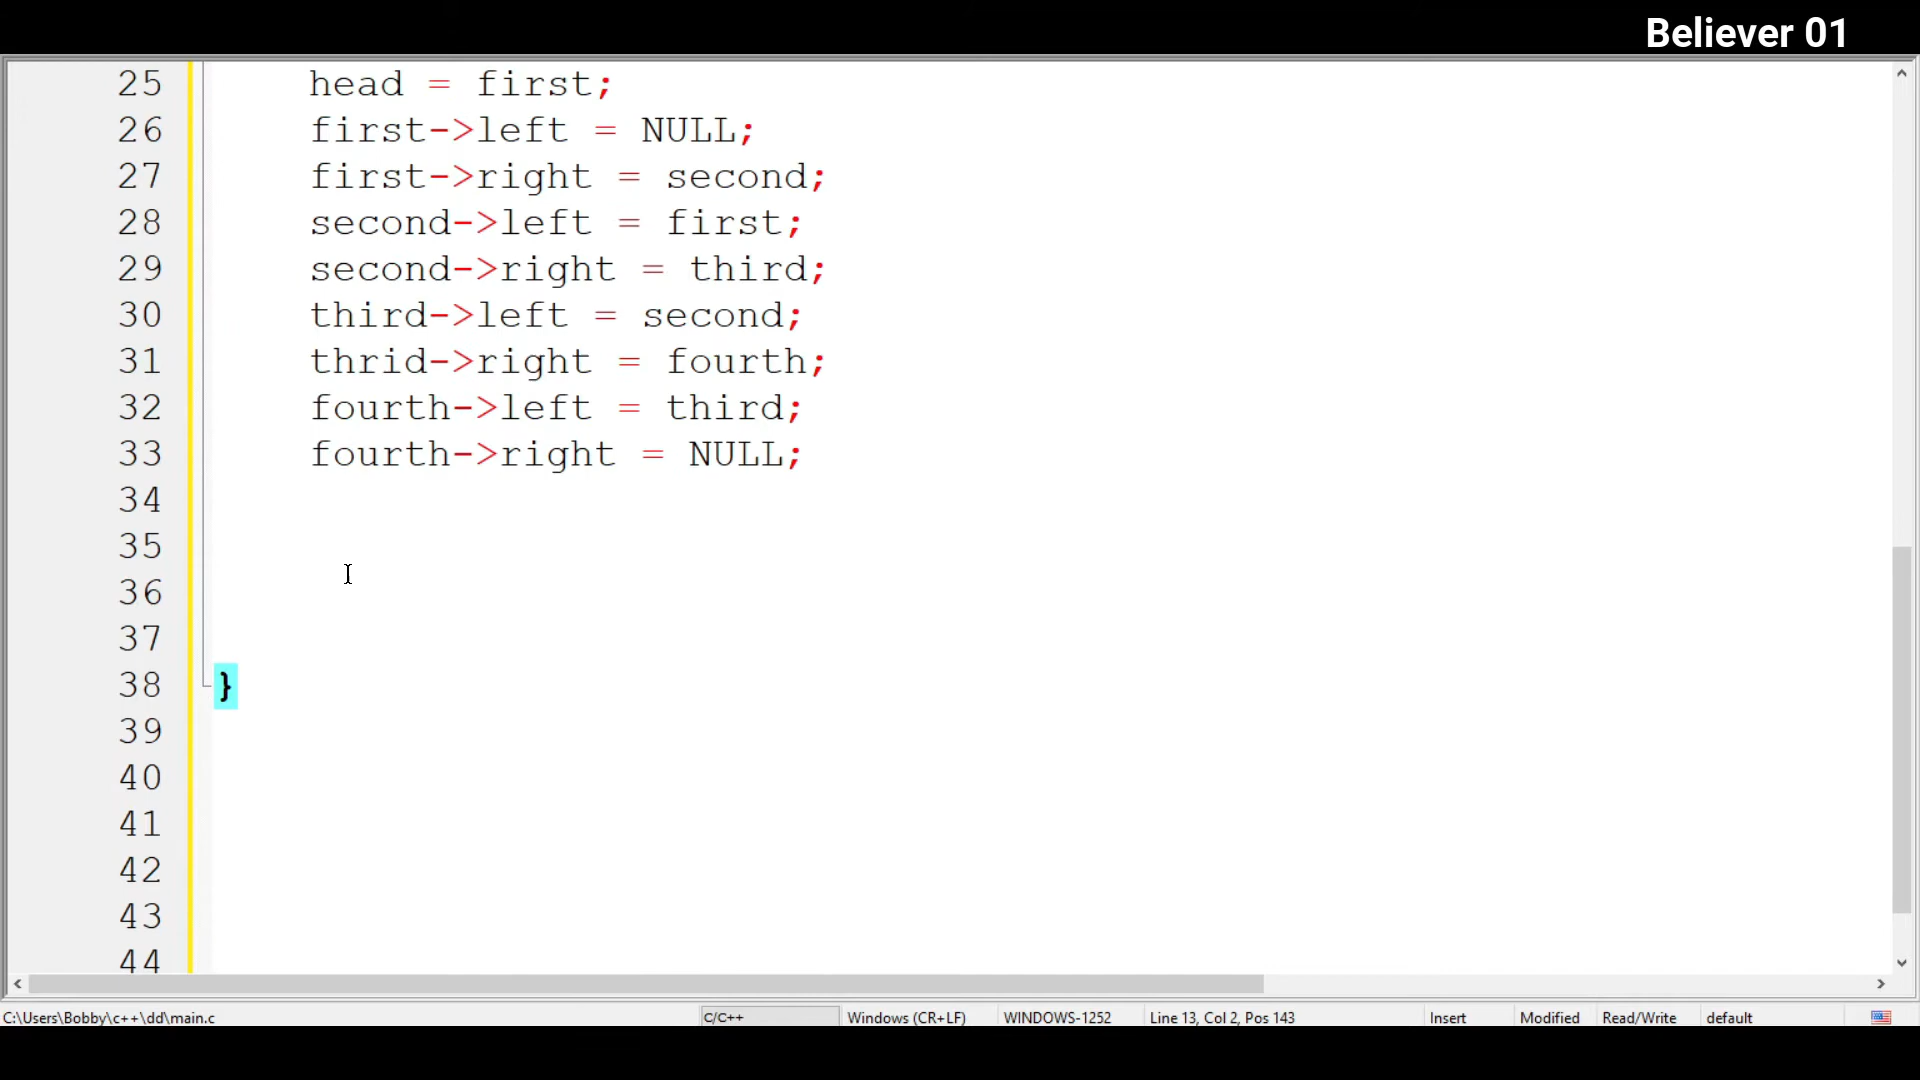 Believer 01
25 head = first;
26 first->left = NULL;
27 first->right = second;
28 second->left = first;
29 second->right = third;
30 third->left = second;
31 thrid->right = fourth;
32 fourth->left = third;
33 fourth->right = NULL;
34
35
36
37
38 }
39
40
41
42
43
44
C:\Users\Bobby\c++\dd\main.c C/C++ Windows (CR+LF) WINDOWS-1252 Line 13, Col 2, Pos 143 Insert Modified Read/Write default